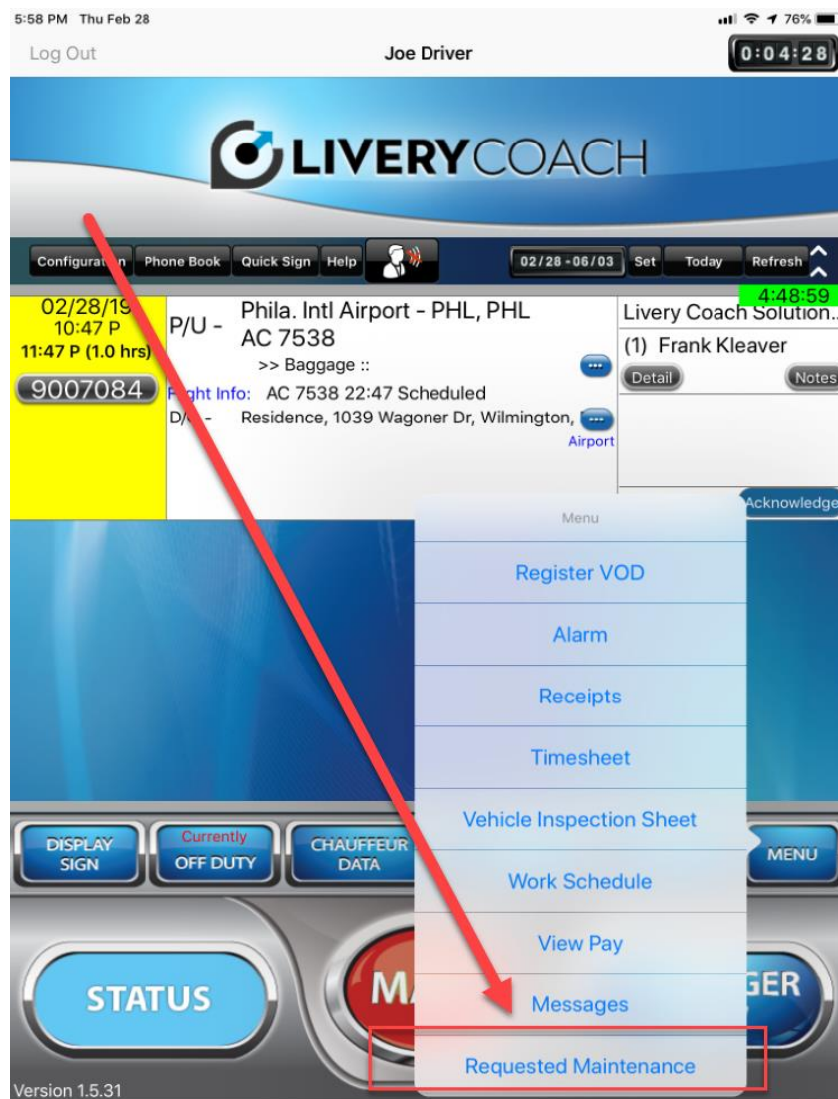 5:58 PM Thu Feb 28
76%
Log Out
Joe Driver
0:04:28
LIVERYCOACH
Configuration Phone Book Quick Sign Help
02/28-06/03 Set Today Refresh
4:48:59
02/28/19
10:47 P
11:47 P (1.0 hrs)
9007084
P/U - Phila. Intl Airport - PHL, PHL
AC 7538
>> Baggage ::
Flight Info: AC 7538 22:47 Scheduled
Residence, 1039 Wagoner Dr, Wilmington,
Airport
Livery Coach Solution..
(1) Frank Kleaver
Detail Notes
Acknowledge
Menu
Register VOD
Alarm
Receipts
Timesheet
Vehicle Inspection Sheet
Work Schedule
View Pay
Messages
Requested Maintenance
DISPLAY
SIGN
Currently
OFF DUTY
CHAUFFEUR
DATA
MENU
STATUS
Version 1.5.31